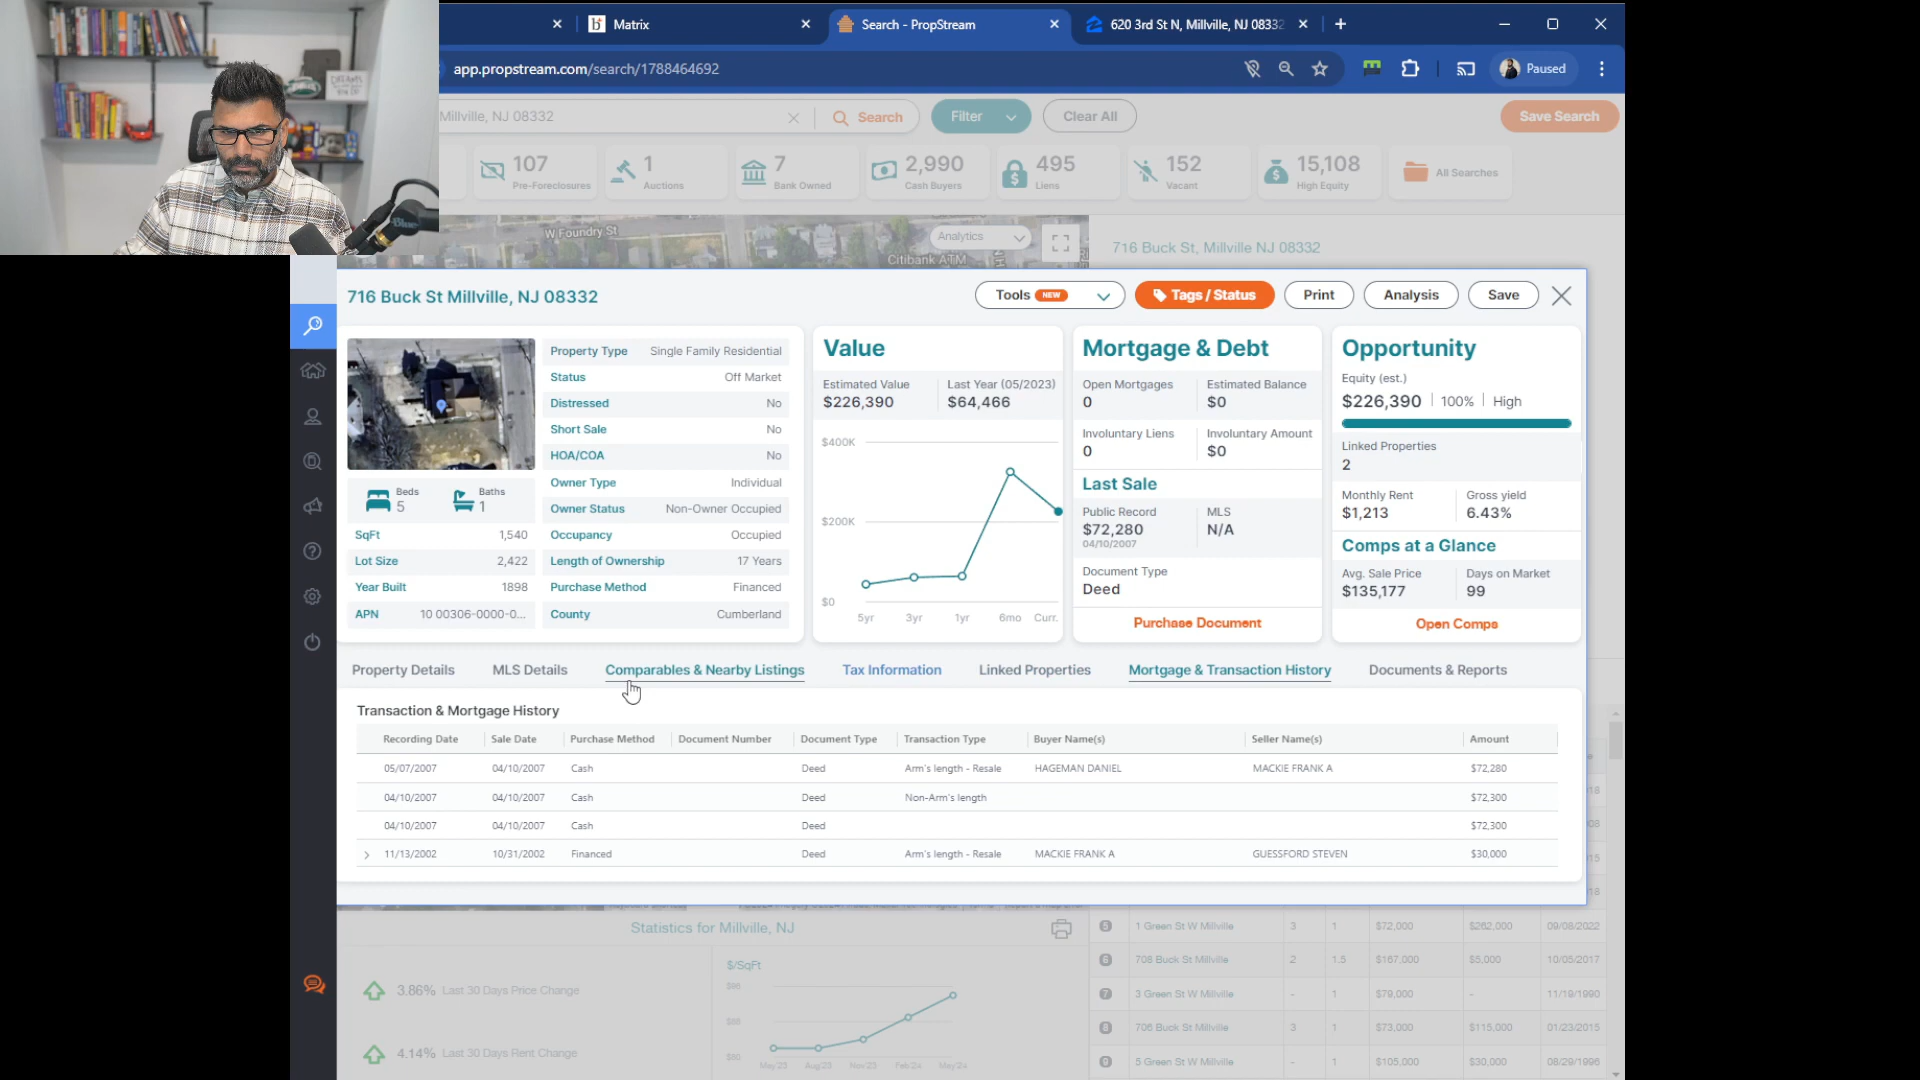 Matrix
Search - PropStream
620 3rd St N, Millville, NJ 08332
app.propstream.com/search/1788464692
Paused
Millville, NJ 08332
Search
Filter
Clear All
Save Search
107
Pre-Foreclosures
1
Auctions
7
Bank Owned
2,990
Cash Buyers
495
Liens
152
Vacant
15,108
High Equity
All Searches
W Foundry St
Analytics
Citibank ATM
716 Buck St, Millville NJ 08332
716 Buck St Millville, NJ 08332
Tools NEW
Tags / Status
Print
Analysis
Save
Property Type Single Family Residential
Status Off Market
Distressed No
Short Sale No
HOA/COA No
Owner Type Individual
Owner Status Non-Owner Occupied
Occupancy Occupied
Length of Ownership 17 Years
Purchase Method Financed
County Cumberland
Beds 5
Baths 1
SqFt 1,540
Lot Size 2,422
Year Built 1898
APN 10 00306-0000-0...
Value
Estimated Value
$226,390
Last Year (05/2023)
$64,466
$400K
$200K
$0
5yr 3yr 1yr 6mo Curr.
Mortgage & Debt
Open Mortgages
0
Estimated Balance
$0
Involuntary Liens
0
Involuntary Amount
$0
Last Sale
Public Record
$72,280
04/10/2007
MLS
N/A
Document Type
Deed
Purchase Document
Opportunity
Equity (est.)
$226,390 100% High
Linked Properties
2
Monthly Rent
$1,213
Gross yield
6.43%
Comps at a Glance
Avg. Sale Price
$135,177
Days on Market
99
Open Comps
Property Details MLS Details Comparables & Nearby Listings Tax Information Linked Properties Mortgage & Transaction History Documents & Reports
Transaction & Mortgage History
Recording Date Sale Date Purchase Method Document Number Document Type Transaction Type Buyer Name(s) Seller Name(s) Amount
05/07/2007 04/10/2007 Cash Deed Arm's length - Resale HAGEMAN DANIEL MACKIE FRANK A $72,280
04/10/2007 04/10/2007 Cash Deed Non-Arm's length $72,300
04/10/2007 04/10/2007 Cash Deed $72,300
11/13/2002 10/31/2002 Financed Deed Arm's length - Resale MACKIE FRANK A GUESSFORD STEVEN $30,000
Statistics for Millville, NJ
3.86% Last 30 Days Price Change
4.14% Last 30 Days Rent Change
$/SqFt
May'23 Aug'23 Nov'23 Feb'24 May'24
1 Green St W Millville 3 1 $72,000 $262,000 09/08/2022
6 708 Buck St Millville 2 1.5 $167,000 $5,000 10/05/2017
7 3 Green St W Millville - 1 $79,000 - 11/19/1990
8 706 Buck St Millville 3 1 $73,000 $115,000 01/23/2015
5 Green St W Millville - 1 $105,000 $30,000 08/29/1996